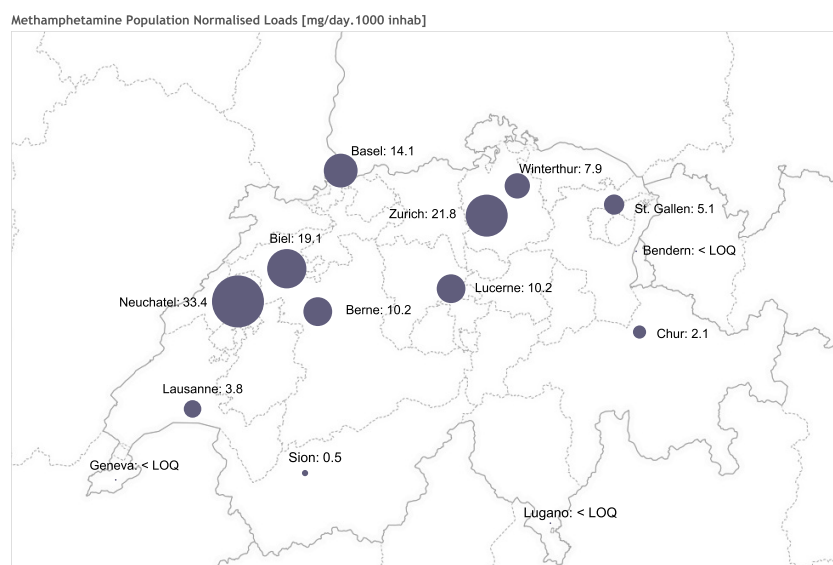 Methamphetamine Population Normalised Loads [mg/day.1000 inhab]
Basel: 14.1
Winterthur: 7.9
Zurich: 21.8
St. Gallen: 5.1
Biel: 19.1
Bendern: < LOQ
Neuchatel: 33.4
Lucerne: 10.2
Berne: 10.2
Chur: 2.1
Lausanne: 3.8
Geneva: < LOQ
Sion: 0.5
Lugano: < LOQ